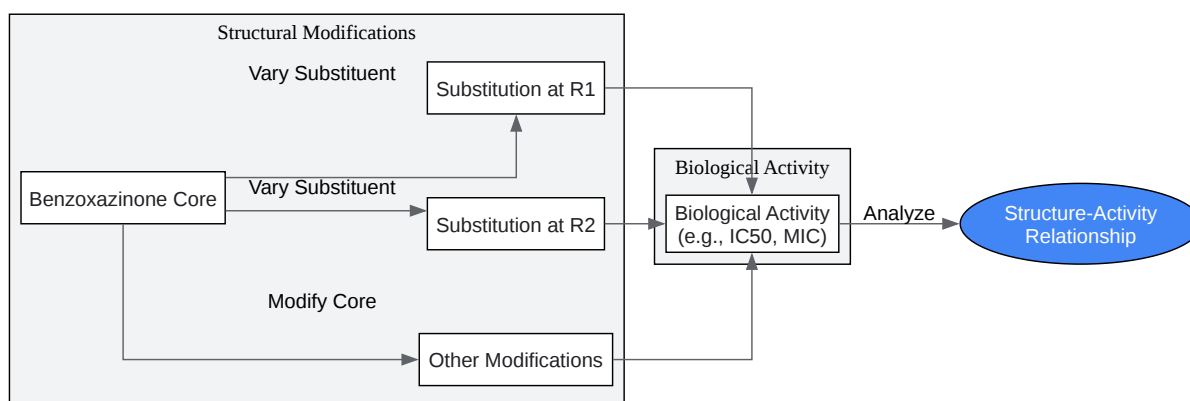 Structural Modifications
Vary Substituent
Substitution at R1
Benzoxazinone Core
Vary Substituent
Substitution at R2
Modify Core
Other Modifications
Biological Activity
Biological Activity
(e.g., IC50, MIC)
Analyze
Structure-Activity
Relationship